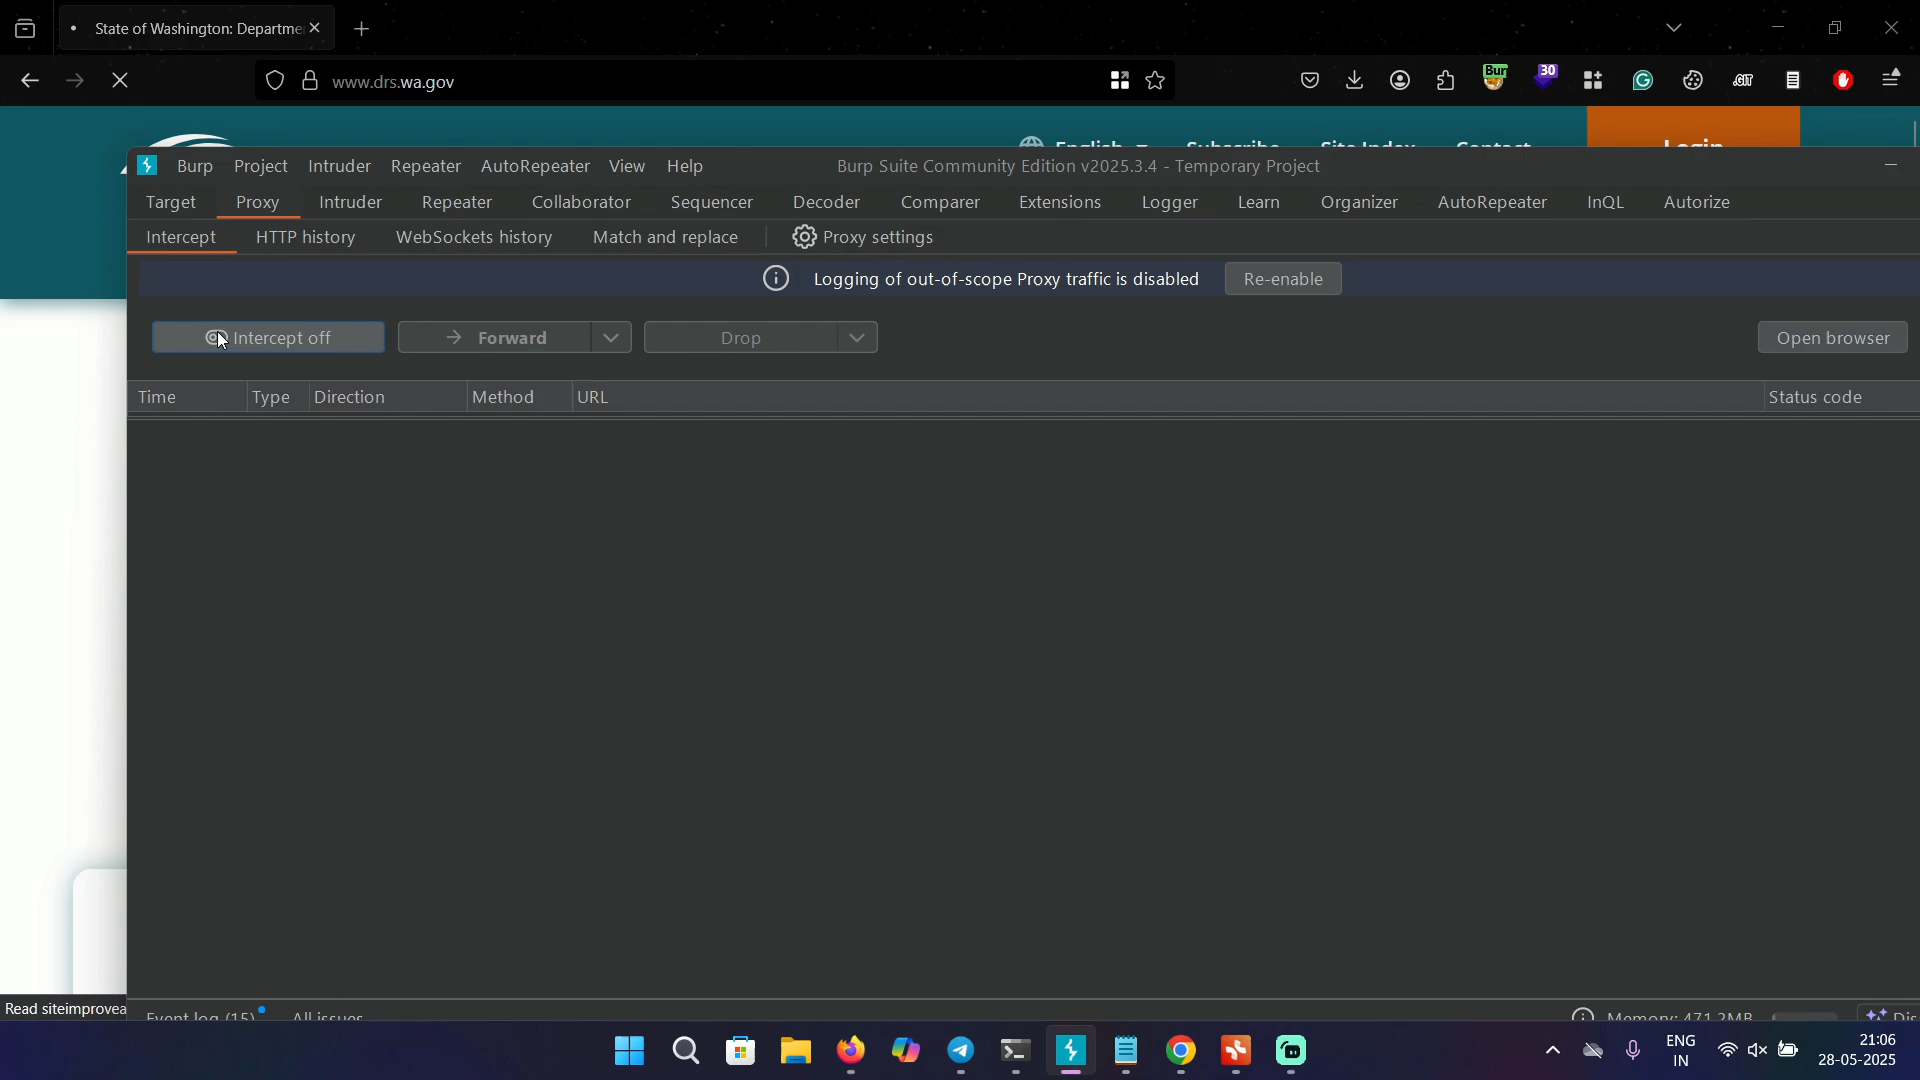 State of Washington: Departme
www.drs.wa.gov
Bur
30
.GIT
English Subscribe Site Index Contact Login
Burp Project Intruder Repeater AutoRepeater View Help Burp Suite Community Edition v2025.3.4 - Temporary Project
Target Proxy Intruder Repeater Collaborator Sequencer Decoder Comparer Extensions Logger Learn Organizer AutoRepeater InQL Autorize
Intercept HTTP history WebSockets history Match and replace Proxy settings
Logging of out-of-scope Proxy traffic is disabled Re-enable
Intercept off Forward Drop Open browser
Time Type Direction Method URL Status code
Read siteimprovea
Event log (15) All issues Memory: 471.2MB Dis
ENG 21:06
IN 28-05-2025